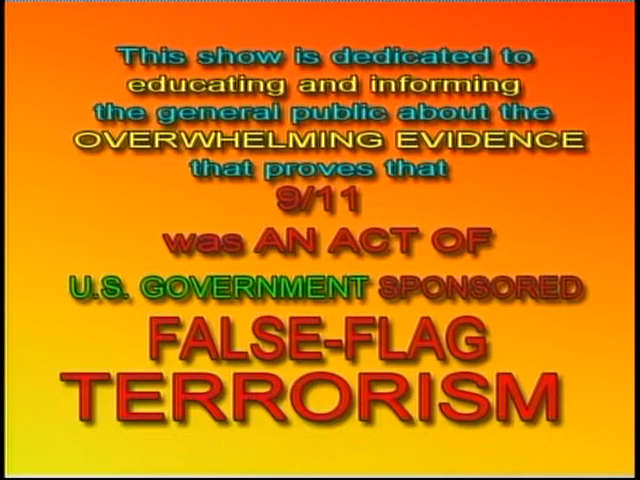 This show is dedicated to
educating and informing
the general public about the
OVERWHELMING EVIDENCE
that proves that
9/11
was AN ACT OF
U.S. GOVERNMENT SPONSORED
FALSE-FLAG
TERRORISM